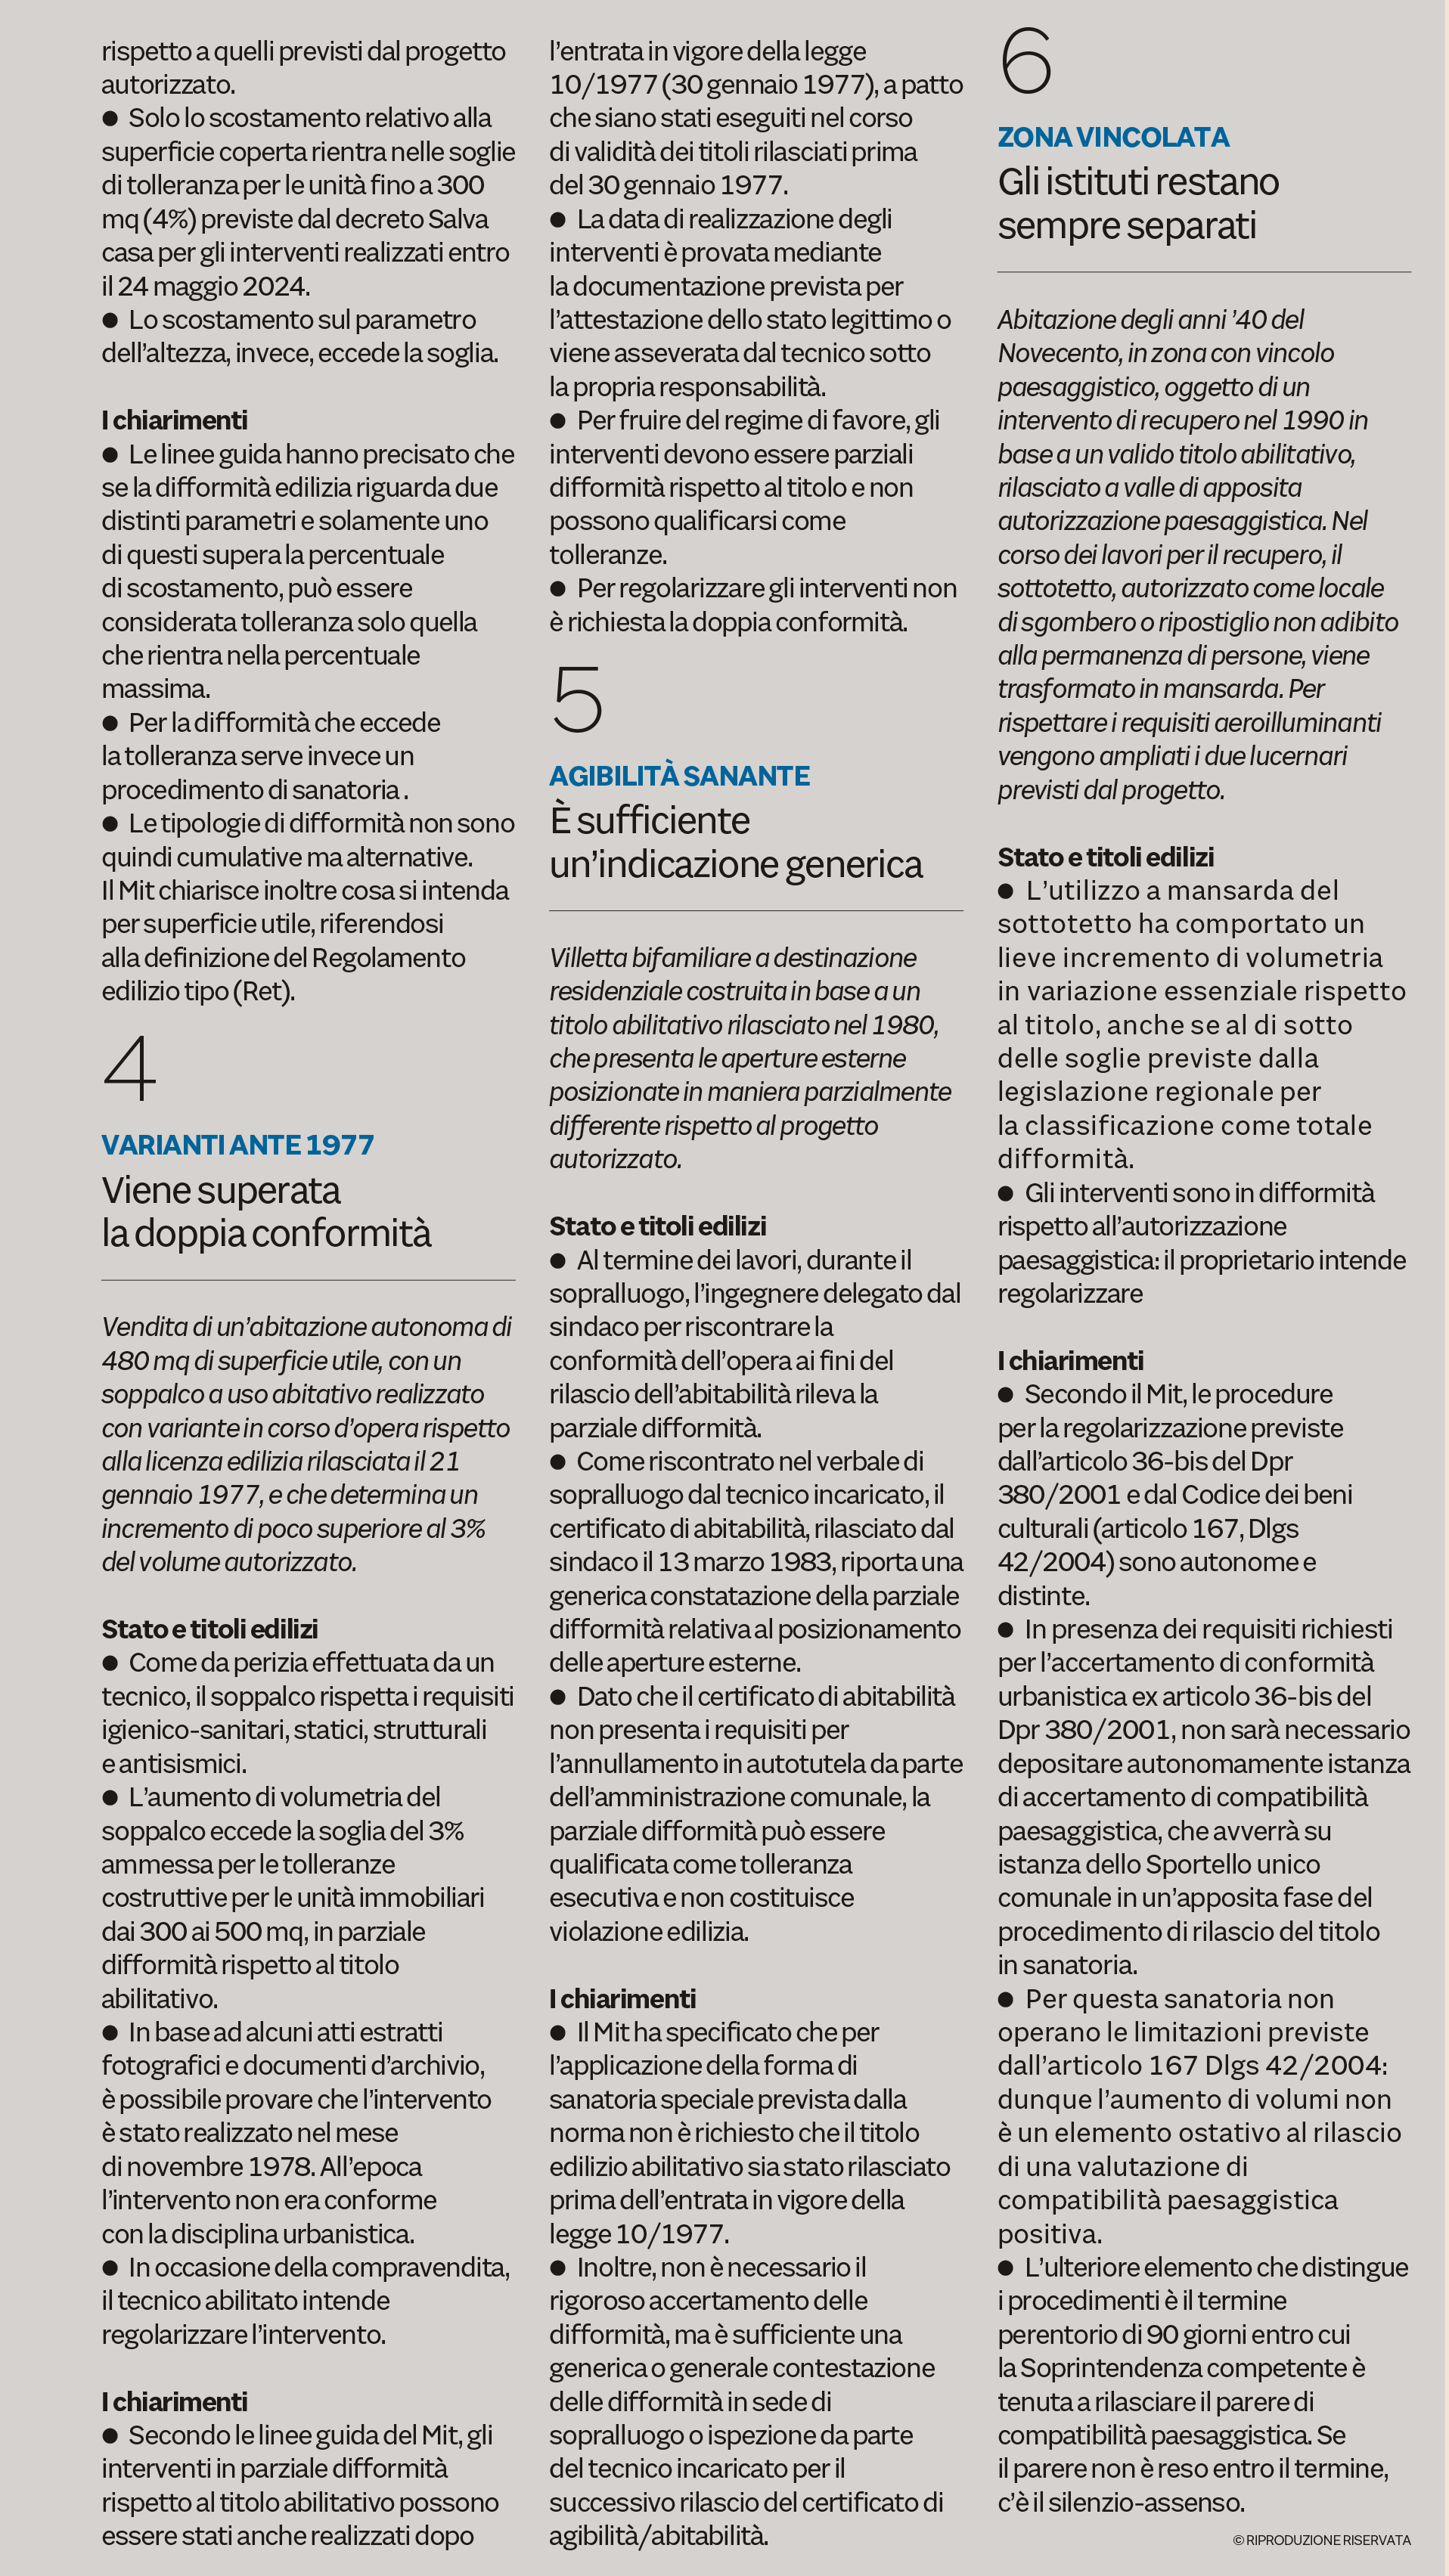 rispetto a quelli previsti dal progetto
autorizzato.
● Solo lo scostamento relativo alla
superficie coperta rientra nelle soglie
di tolleranza per le unità fino a 300
mq (4%) previste dal decreto Salva
casa per gli interventi realizzati entro
il 24 maggio 2024.
● Lo scostamento sul parametro
dell'altezza, invece, eccede la soglia.
I chiarimenti
● Le linee guida hanno precisato che
se la difformità edilizia riguarda due
distinti parametri e solamente uno
di questi supera la percentuale
di scostamento, può essere
considerata tolleranza solo quella
che rientra nella percentuale
massima.
● Per la difformità che eccede
la tolleranza serve invece un
procedimento di sanatoria .
● Le tipologie di difformità non sono
quindi cumulative ma alternative.
Il Mit chiarisce inoltre cosa si intenda
per superficie utile, riferendosi
alla definizione del Regolamento
edilizio tipo (Ret).
4
VARIANTI ANTE 1977
Viene superata
la doppia conformità
Vendita di un'abitazione autonoma di
480 mq di superficie utile, con un
soppalco a uso abitativo realizzato
con variante in corso d'opera rispetto
alla licenza edilizia rilasciata il 21
gennaio 1977, e che determina un
incremento di poco superiore al 3%
del volume autorizzato.
Stato e titoli edilizi
● Come da perizia effettuata da un
tecnico, il soppalco rispetta i requisiti
igienico-sanitari, statici, strutturali
e antisismici.
● L'aumento di volumetria del
soppalco eccede la soglia del 3%
ammessa per le tolleranze
costruttive per le unità immobiliari
dai 300 ai 500 mq, in parziale
difformità rispetto al titolo
abilitativo.
● In base ad alcuni atti estratti
fotografici e documenti d'archivio,
è possibile provare che l'intervento
è stato realizzato nel mese
di novembre 1978. All'epoca
l'intervento non era conforme
con la disciplina urbanistica.
● In occasione della compravendita,
il tecnico abilitato intende
regolarizzare l'intervento.
I chiarimenti
● Secondo le linee guida del Mit, gli
interventi in parziale difformità
rispetto al titolo abilitativo possono
essere stati anche realizzati dopo
l'entrata in vigore della legge
10/1977 (30 gennaio 1977), a patto
che siano stati eseguiti nel corso
di validità dei titoli rilasciati prima
del 30 gennaio 1977.
● La data di realizzazione degli
interventi è provata mediante
la documentazione prevista per
l'attestazione dello stato legittimo o
viene asseverata dal tecnico sotto
la propria responsabilità.
● Per fruire del regime di favore, gli
interventi devono essere parziali
difformità rispetto al titolo e non
possono qualificarsi come
tolleranze.
● Per regolarizzare gli interventi non
è richiesta la doppia conformità.
5
AGIBILITÀ SANANTE
È sufficiente
un'indicazione generica
Villetta bifamiliare a destinazione
residenziale costruita in base a un
titolo abilitativo rilasciato nel 1980,
che presenta le aperture esterne
posizionate in maniera parzialmente
differente rispetto al progetto
autorizzato.
Stato e titoli edilizi
● Al termine dei lavori, durante il
sopralluogo, l'ingegnere delegato dal
sindaco per riscontrare la
conformità dell'opera ai fini del
rilascio dell'abitabilità rileva la
parziale difformità.
● Come riscontrato nel verbale di
sopralluogo dal tecnico incaricato, il
certificato di abitabilità, rilasciato dal
sindaco il 13 marzo 1983, riporta una
generica constatazione della parziale
difformità relativa al posizionamento
delle aperture esterne.
● Dato che il certificato di abitabilità
non presenta i requisiti per
l'annullamento in autotutela da parte
dell'amministrazione comunale, la
parziale difformità può essere
qualificata come tolleranza
esecutiva e non costituisce
violazione edilizia.
I chiarimenti
● Il Mit ha specificato che per
l'applicazione della forma di
sanatoria speciale prevista dalla
norma non è richiesto che il titolo
edilizio abilitativo sia stato rilasciato
prima dell'entrata in vigore della
legge 10/1977.
● Inoltre, non è necessario il
rigoroso accertamento delle
difformità, ma è sufficiente una
generica o generale contestazione
delle difformità in sede di
sopralluogo o ispezione da parte
del tecnico incaricato per il
successivo rilascio del certificato di
agibilità/abitabilità.
6
ZONA VINCOLATA
Gli istituti restano
sempre separati
Abitazione degli anni '40 del
Novecento, in zona con vincolo
paesaggistico, oggetto di un
intervento di recupero nel 1990 in
base a un valido titolo abilitativo,
rilasciato a valle di apposita
autorizzazione paesaggistica. Nel
corso dei lavori per il recupero, il
sottotetto, autorizzato come locale
di sgombero o ripostiglio non adibito
alla permanenza di persone, viene
trasformato in mansarda. Per
rispettare i requisiti aeroilluminanti
vengono ampliati i due lucernari
previsti dal progetto.
Stato e titoli edilizi
● L'utilizzo a mansarda del
sottotetto ha comportato un
lieve incremento di volumetria
in variazione essenziale rispetto
al titolo, anche se al di sotto
delle soglie previste dalla
legislazione regionale per
la classificazione come totale
difformità.
● Gli interventi sono in difformità
rispetto all'autorizzazione
paesaggistica: il proprietario intende
regolarizzare
I chiarimenti
● Secondo il Mit, le procedure
per la regolarizzazione previste
dall'articolo 36-bis del Dpr
380/2001 e dal Codice dei beni
culturali (articolo 167, Dlgs
42/2004) sono autonome e
distinte.
● In presenza dei requisiti richiesti
per l'accertamento di conformità
urbanistica ex articolo 36-bis del
Dpr 380/2001, non sarà necessario
depositare autonomamente istanza
di accertamento di compatibilità
paesaggistica, che avverrà su
istanza dello Sportello unico
comunale in un'apposita fase del
procedimento di rilascio del titolo
in sanatoria.
● Per questa sanatoria non
operano le limitazioni previste
dall'articolo 167 Dlgs 42/2004:
dunque l'aumento di volumi non
è un elemento ostativo al rilascio
di una valutazione di
compatibilità paesaggistica
positiva.
● L'ulteriore elemento che distingue
i procedimenti è il termine
perentorio di 90 giorni entro cui
la Soprintendenza competente è
tenuta a rilasciare il parere di
compatibilità paesaggistica. Se
il parere non è reso entro il termine,
c'è il silenzio-assenso.
© RIPRODUZIONE RISERVATA